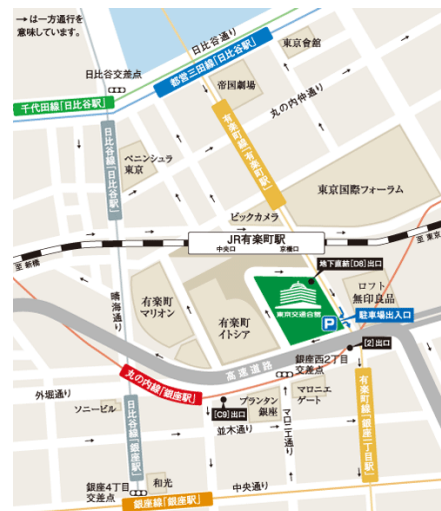 →は一方通行を
意味しています。
日比谷通り
東京會館
日比谷交差点
都営三田線「日比谷駅」
帝国劇場
千代田線「日比谷駅」
丸の内仲通り
日比谷線「日比谷駅」
有楽町線「有楽町駅」
ペニンシュラ
東京
東京国際フォーラム
ビックカメラ
JR有楽町駅
中央口
京橋口
至新橋
至東京
地下直結[D8]出口
晴海通り
有楽町
マリオン
有楽町
イトシア
東京交通会館
ロフト
無印良品
P
駐車場出入口
[2]出口
高速道路
銀座西2丁目
交差点
丸の内線「銀座駅」
外堀通り
ソニービル
プランタン
銀座
マロニエ
ゲート
[C9]出口
並木通り
マロニエ通り
有楽町線「銀座一丁目駅」
日比谷線「銀座駅」
銀座4丁目
交差点
和光
中央通り
銀座線「銀座駅」